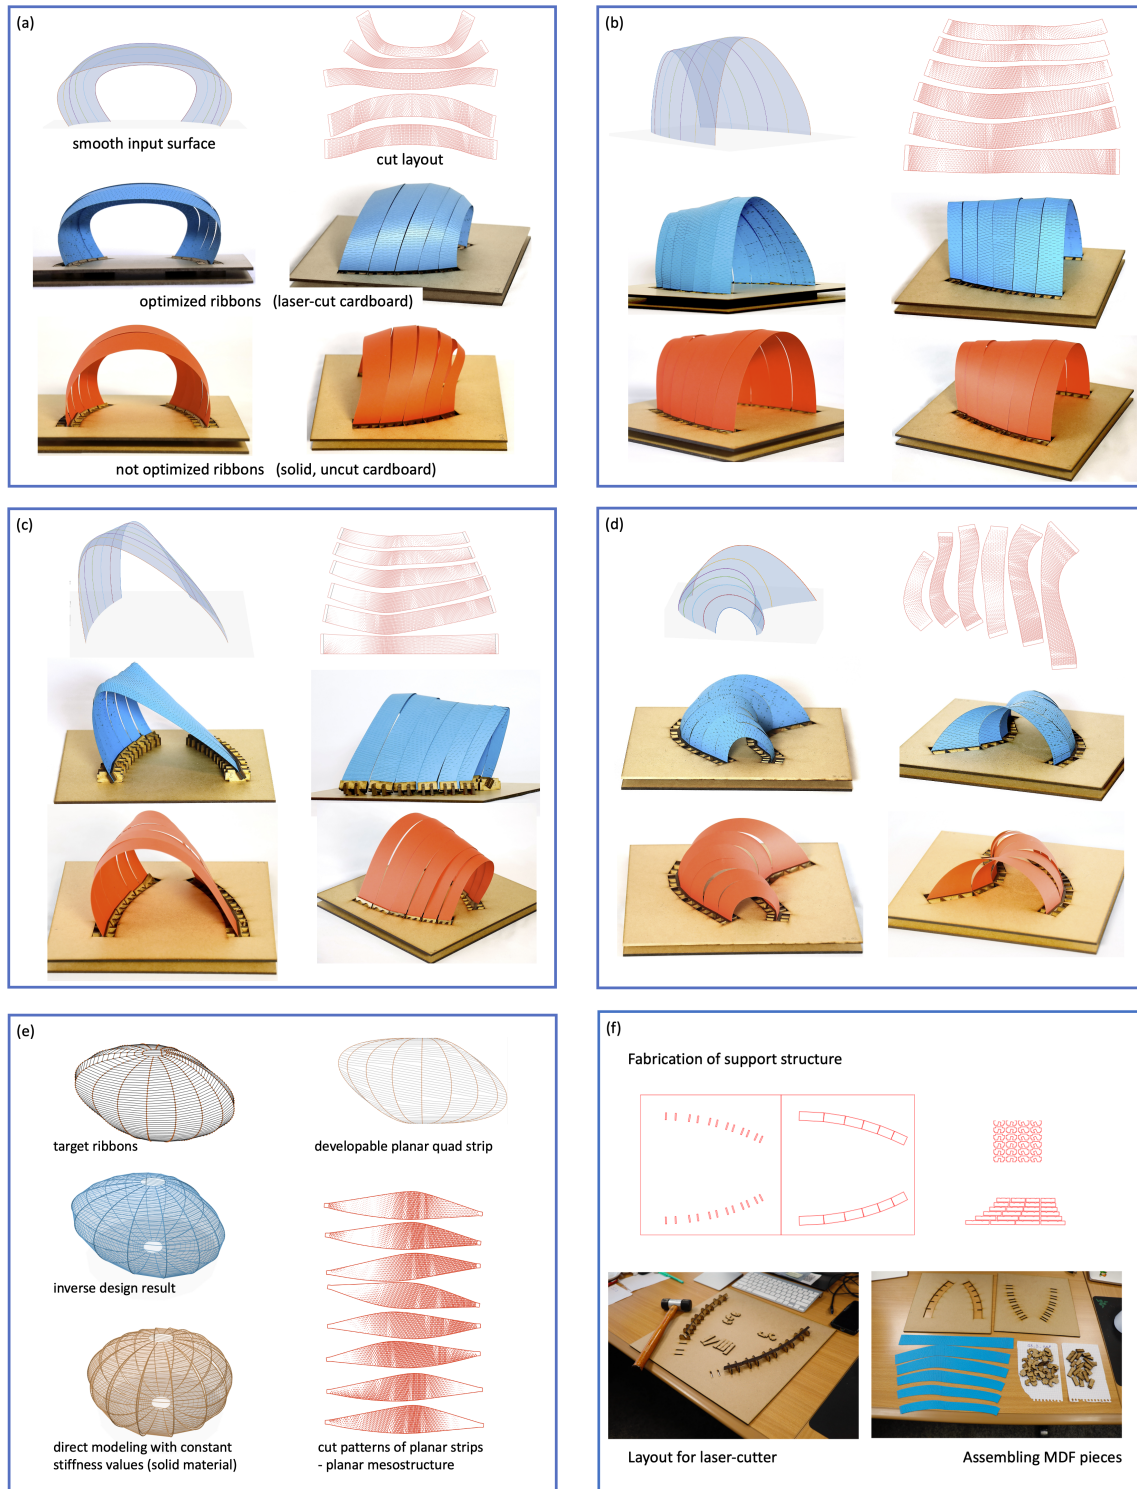 (a)
smooth input surface
cut layout
optimized ribbons (laser-cut cardboard)
not optimized ribbons (solid, uncut cardboard)
(b)
(c)
(d)
(e)
target ribbons
developable planar quad strip
inverse design result
direct modeling with constant
stiffness values (solid material)
cut patterns of planar strips
- planar mesostructure
(f)
Fabrication of support structure
Layout for laser-cutter
Assembling MDF pieces